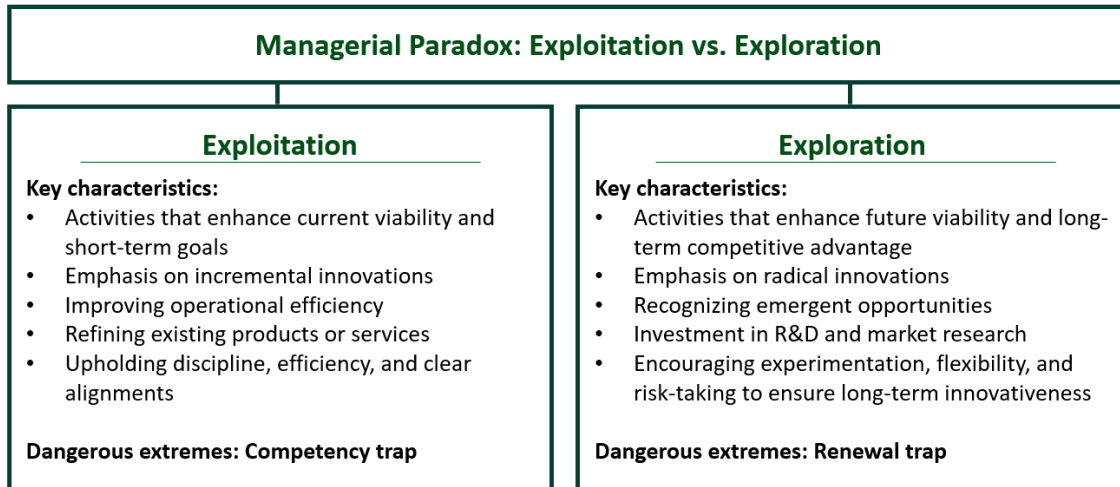 Managerial Paradox: Exploitation vs. Exploration
Exploitation
Key characteristics:
• Activities that enhance current viability and
short-term goals
• Emphasis on incremental innovations
• Improving operational efficiency
• Refining existing products or services
• Upholding discipline, efficiency, and clear
alignments
Dangerous extremes: Competency trap
Exploration
Key characteristics:
• Activities that enhance future viability and long-
term competitive advantage
• Emphasis on radical innovations
• Recognizing emergent opportunities
• Investment in R&D and market research
• Encouraging experimentation, flexibility, and
risk-taking to ensure long-term innovativeness
Dangerous extremes: Renewal trap